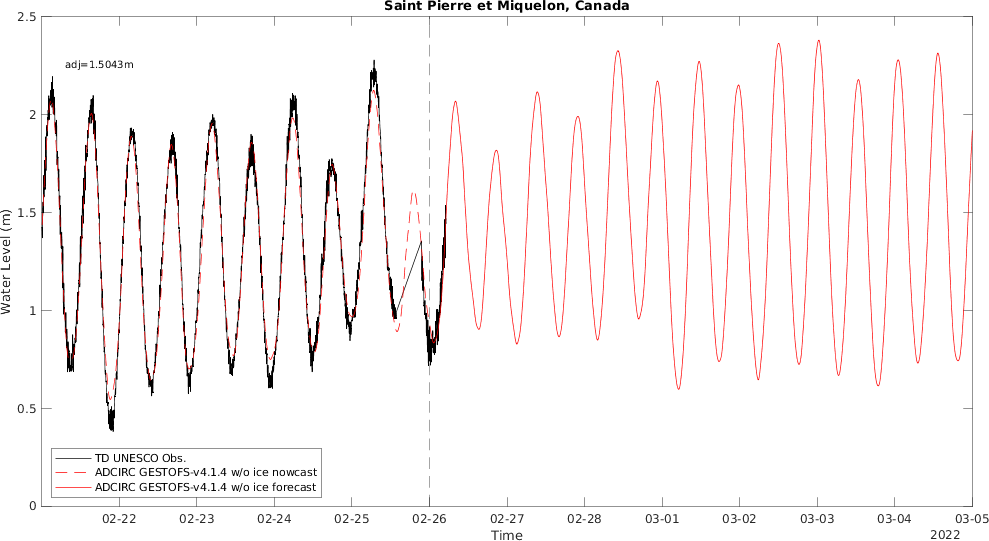 Saint Pierre et Miquelon, Canada
2.5
adj=1.5043m
2
1.5
Water Level (m)
1
0.5
TD UNESCO Obs.
ADCIRC GESTOFS-v4.1.4 w/o ice nowcast
ADCIRC GESTOFS-v4.1.4 w/o ice forecast
0
02-22 02-23 02-24 02-25 02-26 02-27 02-28 03-01 03-02 03-03 03-04 03-05
Time 2022